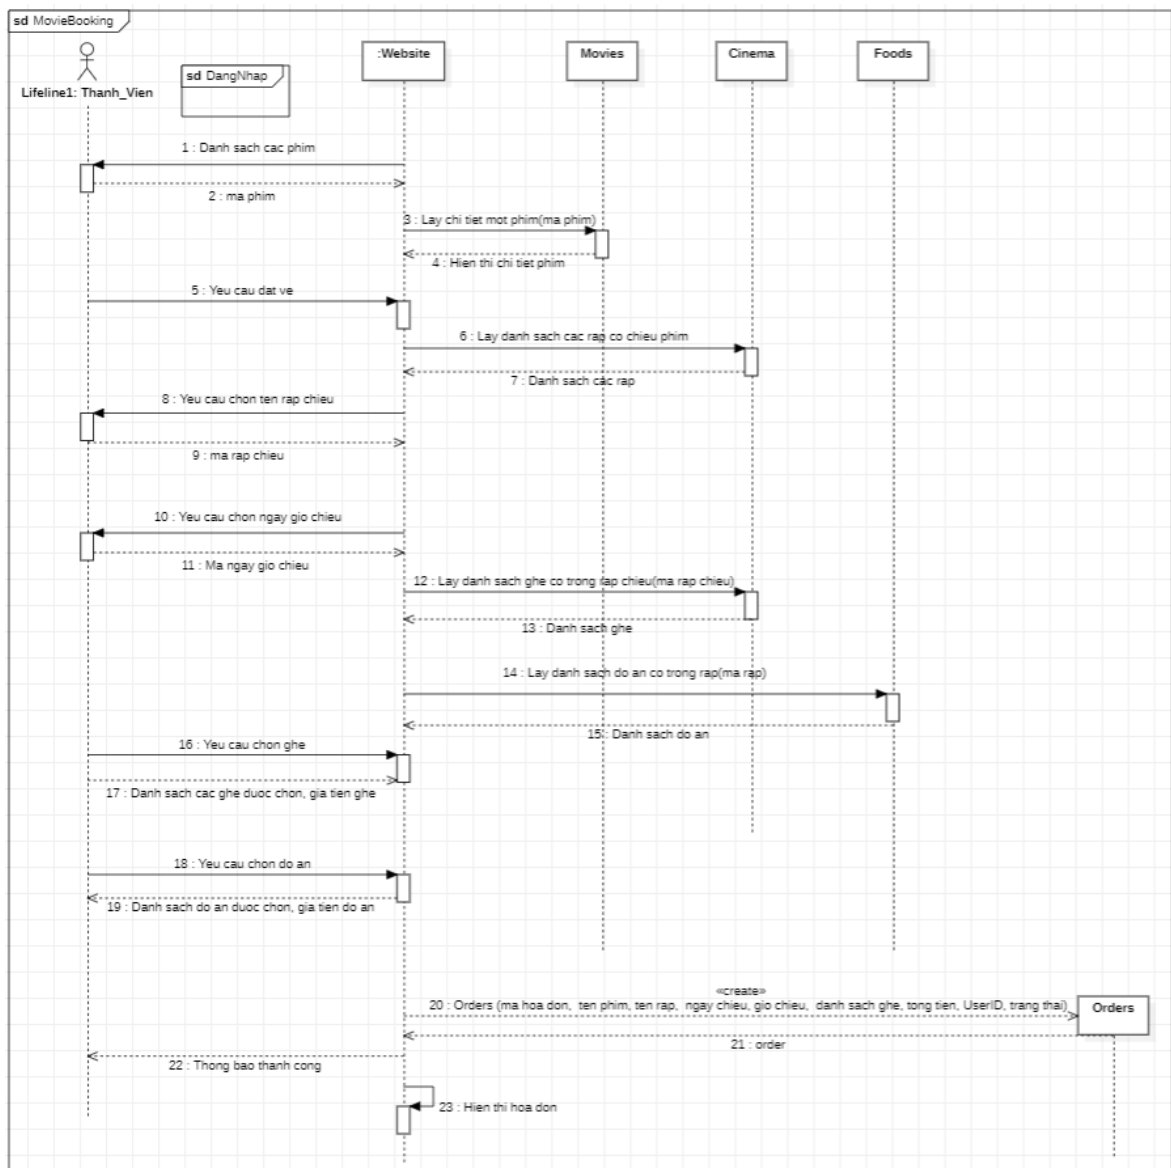 sd MovieBooking
:Website
Movies
Cinema
Foods
sd DangNhap
Lifeline1: Thanh_Vien
1 : Danh sach cac phim
2 : ma phim
3 : Lay chi tiet mot phim(ma phim)
4 : Hien thi chi tiet phim
5 : Yeu cau dat ve
6 : Lay danh sach cac rap co chieu phim
7 : Danh sach các rap
8 : Yeu cau chon ten rap chieu
9 : ma rap chieu
10 : Yeu cau chon ngay gio chieu
11 : Ma ngay gio chieu
12 : Lay danh sach ghe co trong rap chieu(ma rap chieu)
13 : Danh sach ghe
14 : Lay danh sach do an co trong rap(ma rap)
15 : Danh sach do an
16 : Yeu cau chon ghe
17 : Danh sach cac ghe duoc chon, gia tien ghe
18 : Yeu cau chon do an
19 : Danh sach do an duoc chon, gia tien do an
«create»
20 : Orders (ma hoa don, ten phim, ten rap, ngay chieu, gio chieu, danh sach ghe, tong tien, UserID, trang thai)
Orders
21 : order
22 : Thong bao thanh cong
23 : Hien thi hoa don